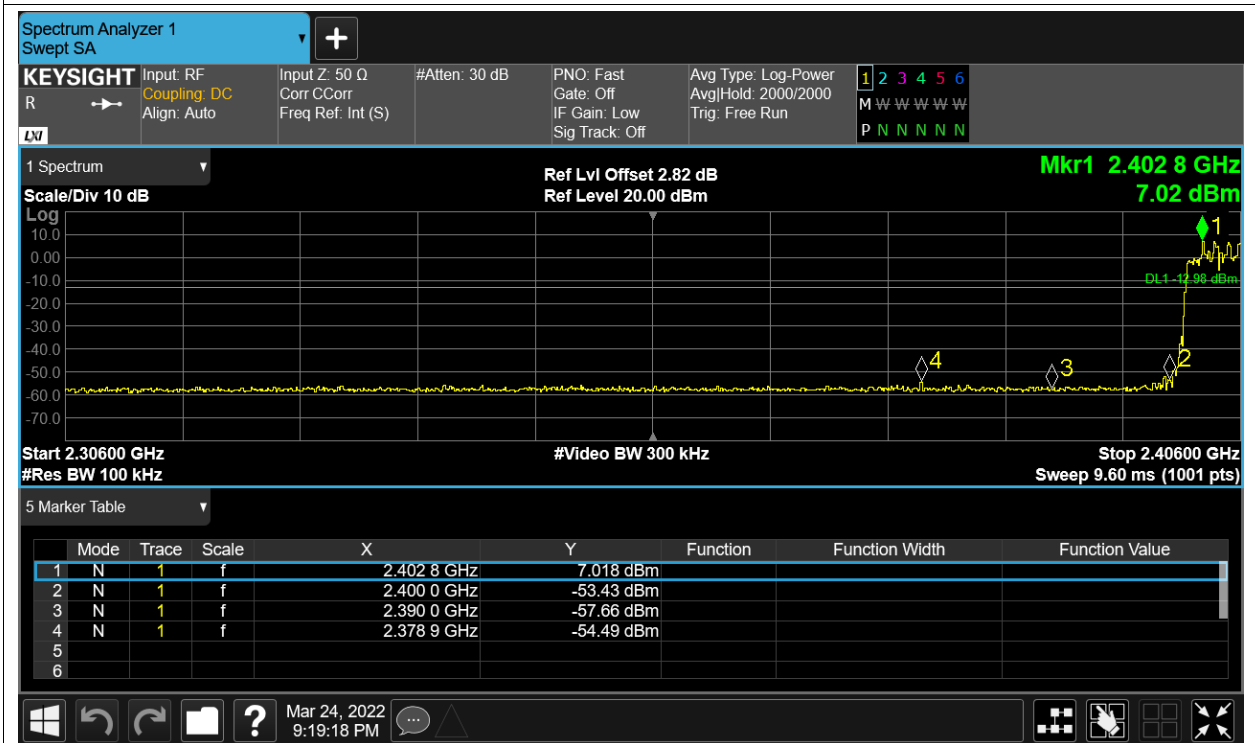 Spectrum Analyzer 1
Swept SA
KEYSIGHT
R
LXI
Input: RF
Coupling: DC
Align: Auto
Input Z: 50 Ω
Corr CCorr
Freq Ref: Int (S)
#Atten: 30 dB
PNO: Fast
Gate: Off
IF Gain: Low
Sig Track: Off
Avg Type: Log-Power
Avg|Hold: 2000/2000
Trig: Free Run
1 2 3 4 5 6
M W W W W W
P N N N N N
1 Spectrum
Scale/Div 10 dB
Ref Lvl Offset 2.82 dB
Ref Level 20.00 dBm
Mkr1 2.402 8 GHz
7.02 dBm
Log
10.0
0.00
-10.0
-20.0
-30.0
-40.0
-50.0
-60.0
-70.0
1
DL1 -12.98 dBm
4
3
2
Start 2.30600 GHz
#Video BW 300 kHz
Stop 2.40600 GHz
#Res BW 100 kHz
Sweep 9.60 ms (1001 pts)
5 Marker Table
Mode Trace Scale X Y Function Function Width Function Value
1 N 1 f 2.402 8 GHz 7.018 dBm
2 N 1 f 2.400 0 GHz -53.43 dBm
3 N 1 f 2.390 0 GHz -57.66 dBm
4 N 1 f 2.378 9 GHz -54.49 dBm
5
6
?
Mar 24, 2022
9:19:18 PM